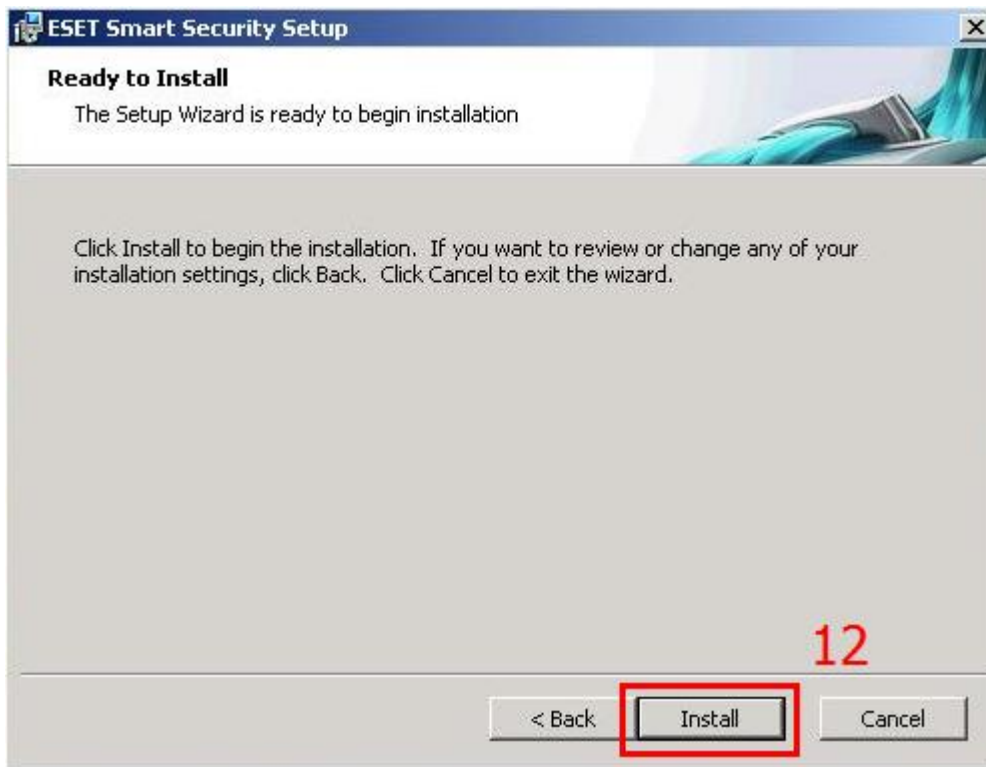 ESET Smart Security Setup
Ready to Install
The Setup Wizard is ready to begin installation
Click Install to begin the installation. If you want to review or change any of your
installation settings, click Back. Click Cancel to exit the wizard.
12
< Back Install Cancel